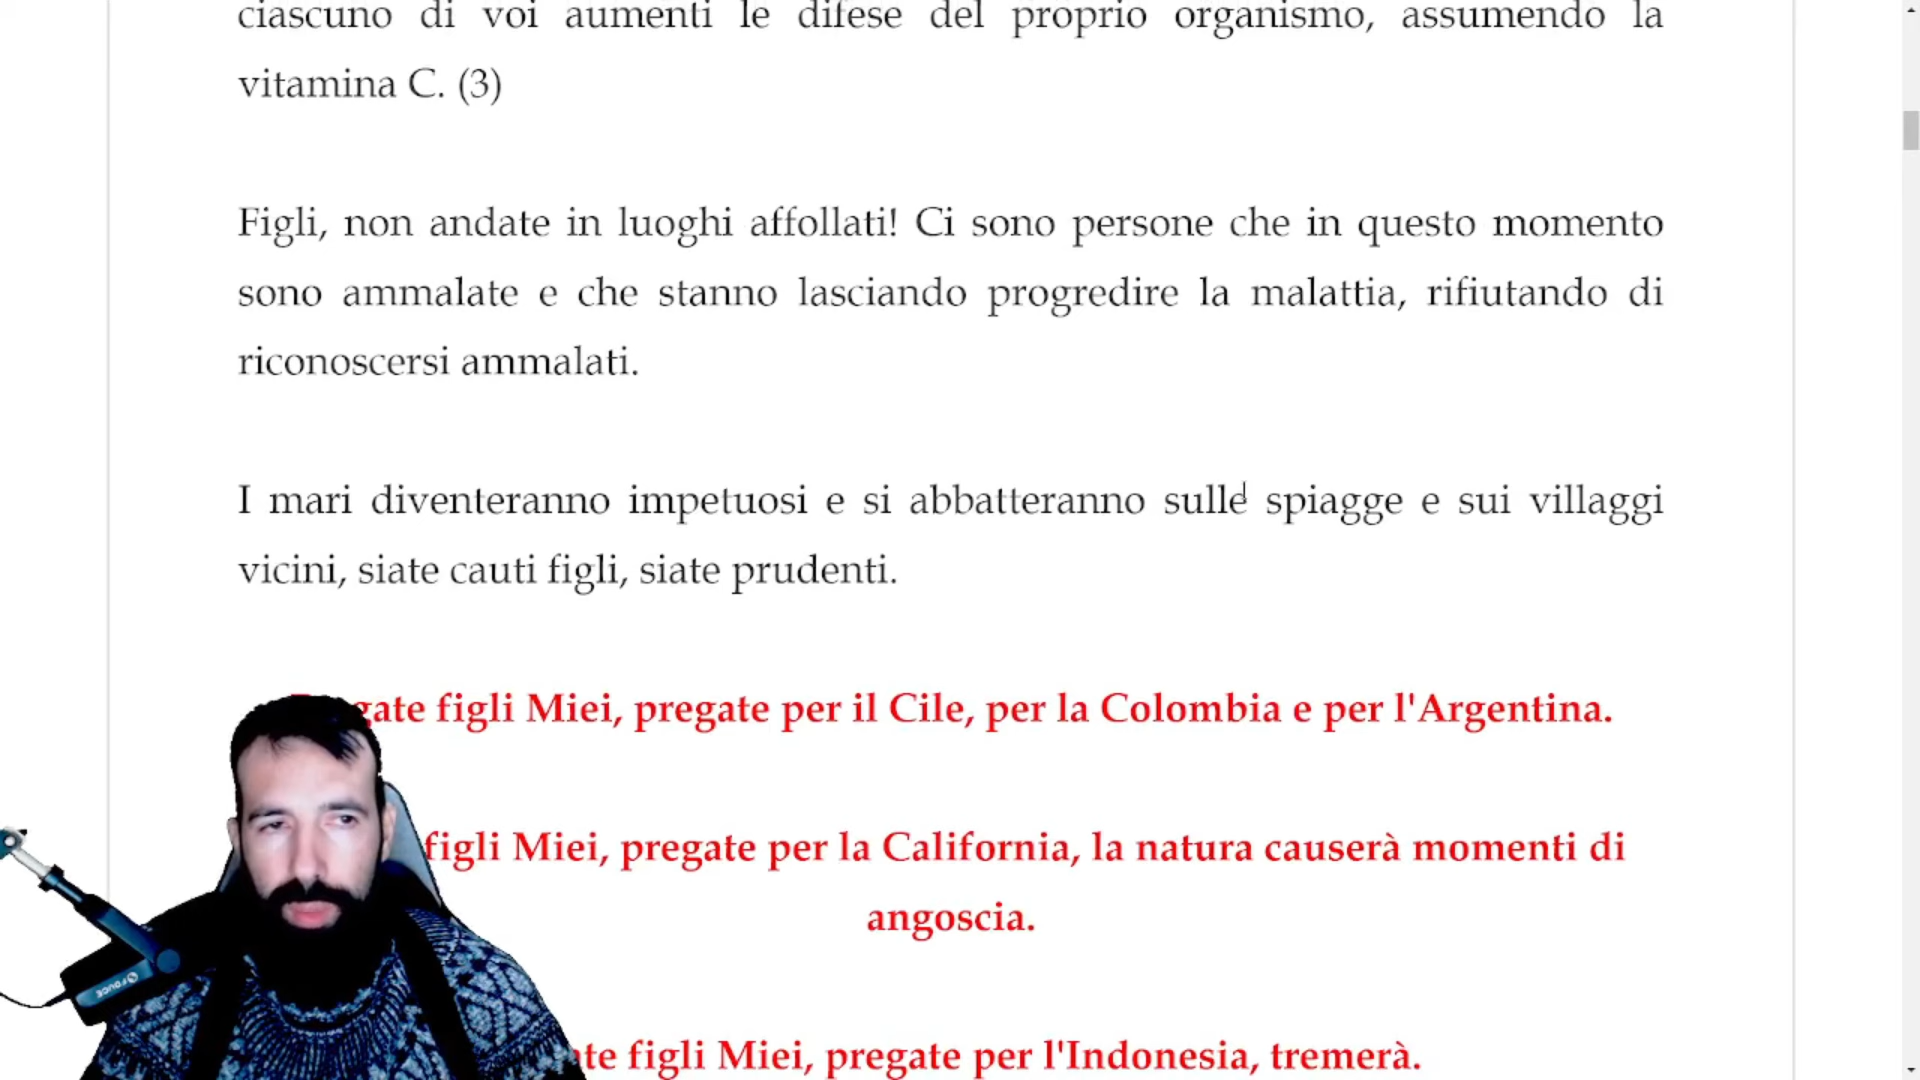 ciascuno di voi aumenti le difese del proprio organismo, assumendo la
vitamina C. (3)
Figli, non andate in luoghi affollati! Ci sono persone che in questo momento
sono ammalate e che stanno lasciando progredire la malattia, rifiutando di
riconoscersi ammalati.
I mari diventeranno impetuosi e si abbatteranno sulle spiagge e sui villaggi
vicini, siate cauti figli, siate prudenti.
figli Miei, pregate per il Cile, per la Colombia e per l'Argentina.
figli Miei, pregate per la California, la natura causerà momenti di
angoscia.
figli Miei, pregate per l'Indonesia, tremerà.